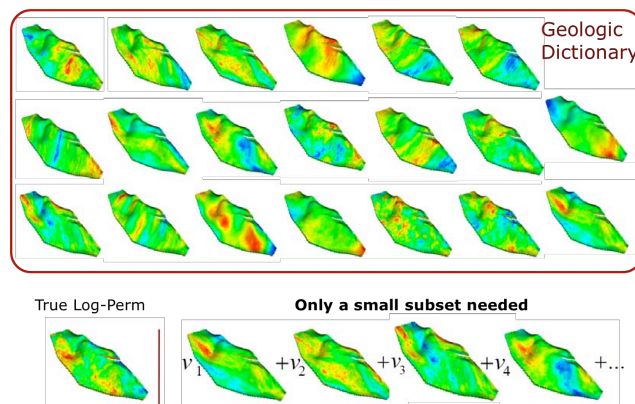 Geologic
Dictionary
True Log-Perm
Only a small subset needed
v1 +v2 +v3 +v4 +...